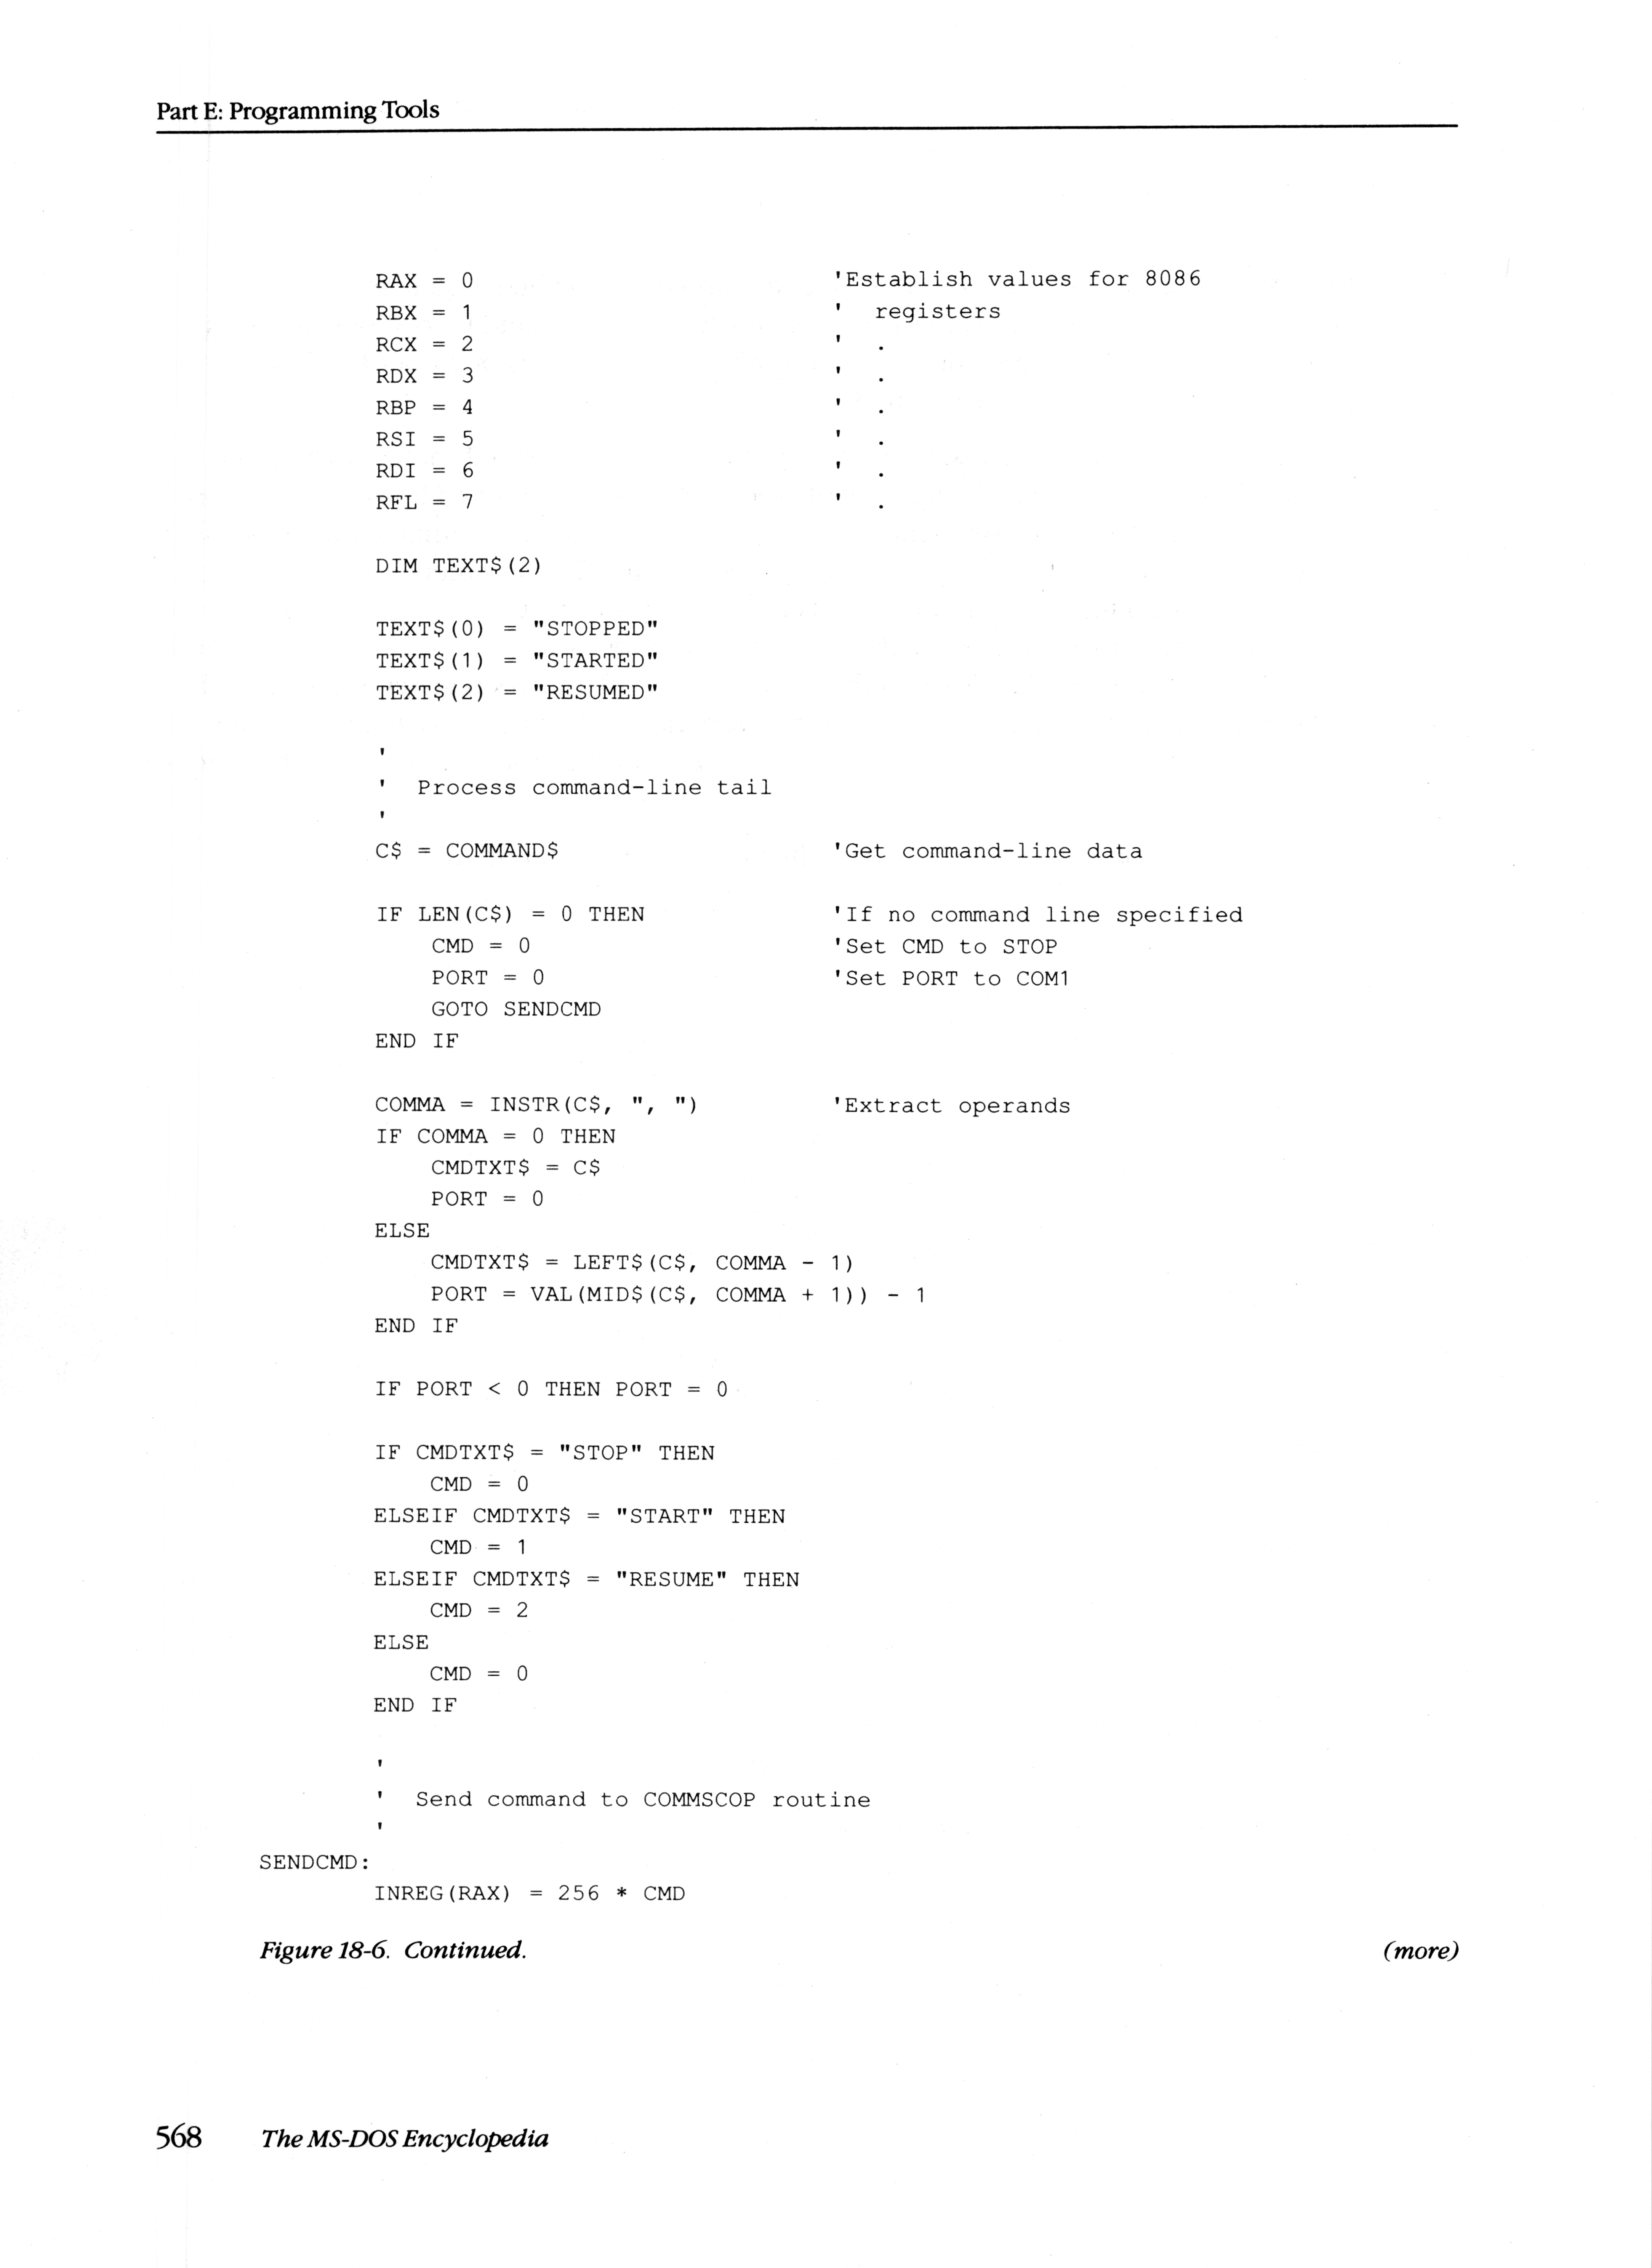 Part E: Programming Tools
RAX = 0                         'Establish values for 8086
RBX = 1                         '  registers
RCX = 2                         '  .
RDX = 3                         '  .
RBP = 4                         '  .
RSI = 5                         '  .
RDI = 6                         '  .
RFL = 7                         '  .
DIM TEXT$(2)
TEXT$(0) = "STOPPED"
TEXT$(1) = "STARTED"
TEXT$(2) = "RESUMED"
'
'  Process command-line tail
'
C$ = COMMAND$                   'Get command-line data
IF LEN(C$) = 0 THEN             'If no command line specified
    CMD = 0                     'Set CMD to STOP
    PORT = 0                    'Set PORT to COM1
    GOTO SENDCMD
END IF
COMMA = INSTR(C$, ", ")         'Extract operands
IF COMMA = 0 THEN
    CMDTXT$ = C$
    PORT = 0
ELSE
    CMDTXT$ = LEFT$(C$, COMMA - 1)
    PORT = VAL(MID$(C$, COMMA + 1)) - 1
END IF
IF PORT < 0 THEN PORT = 0
IF CMDTXT$ = "STOP" THEN
    CMD = 0
ELSEIF CMDTXT$ = "START" THEN
    CMD = 1
ELSEIF CMDTXT$ = "RESUME" THEN
    CMD = 2
ELSE
    CMD = 0
END IF
'
'  Send command to COMMSCOP routine
'
SENDCMD:
        INREG(RAX) = 256 * CMD
Figure 18-6. Continued. (more)
568 The MS-DOS Encyclopedia